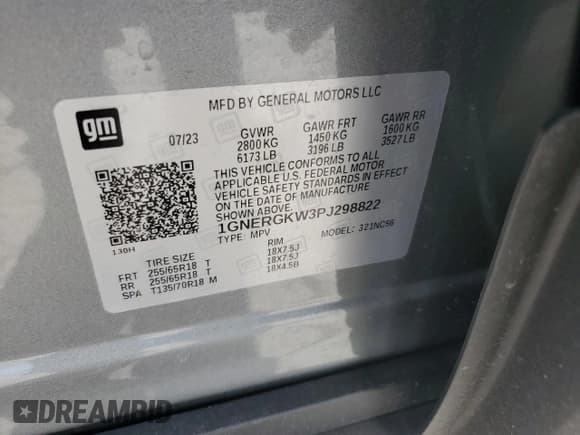 MFD BY GENERAL MOTORS LLC
gm
07/23
GVWR GAWR FRT GAWR RR
2800 KG 1450 KG 1600 KG
6173 LB 3196 LB 3527 LB
THIS VEHICLE CONFORMS TO ALL
APPLICABLE U.S. FEDERAL MOTOR
VEHICLE SAFETY STANDARDS IN EFFECT
ON THE DATE OF MANUFACTURE
1GNERGKW3PJ298822
TYPE: MPV MODEL: 321NC56
130H
TIRE SIZE RIM
FRT 255/65R18 T 18X7.5J
RR 255/65R18 T 18X7.5J
SPA T135/70R18 M 18X4.5B
DREAMBID